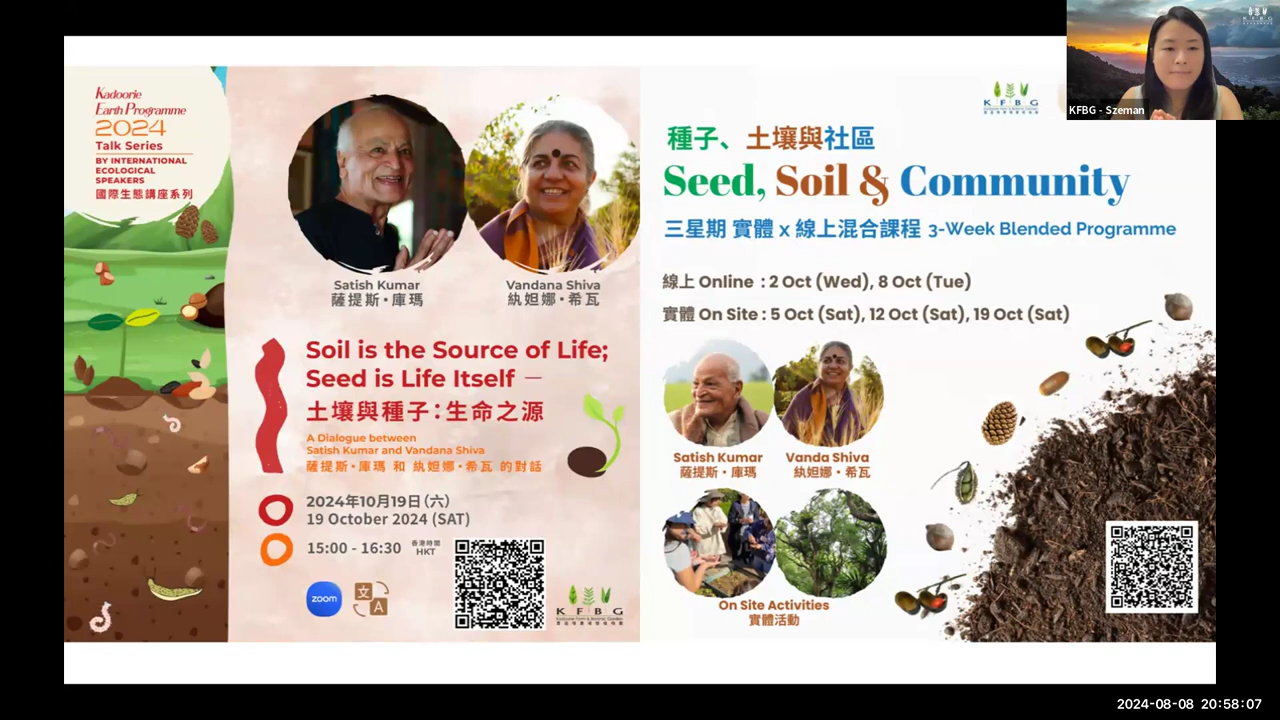 Kadoorie
Earth Programme
2024
Talk Series
BY INTERNATIONAL
ECOLOGICAL
SPEAKERS
國際生態講座系列
Satish Kumar
薩提斯・庫瑪
Vandana Shiva
紈妲娜・希瓦
Soil is the Source of Life;
Seed is Life Itself —
土壤與種子：生命之源
A Dialogue between
Satish Kumar and Vandana Shiva
薩提斯・庫瑪 和 紈妲娜・希瓦 的對話
2024年10月19日（六）
19 October 2024 (SAT)
15:00 - 16:30 香港時間
HKT
zoom
文
A
K F B G
K F B G
種子、土壤與社區
Seed, Soil & Community
三星期 實體 x 線上混合課程 3-Week Blended Programme
線上 Online : 2 Oct (Wed), 8 Oct (Tue)
實體 On Site : 5 Oct (Sat), 12 Oct (Sat), 19 Oct (Sat)
Satish Kumar
薩提斯・庫瑪
Vanda Shiva
紈妲娜・希瓦
On Site Activities
實體活動
KFBG - Szeman
2024-08-08 20:58:07